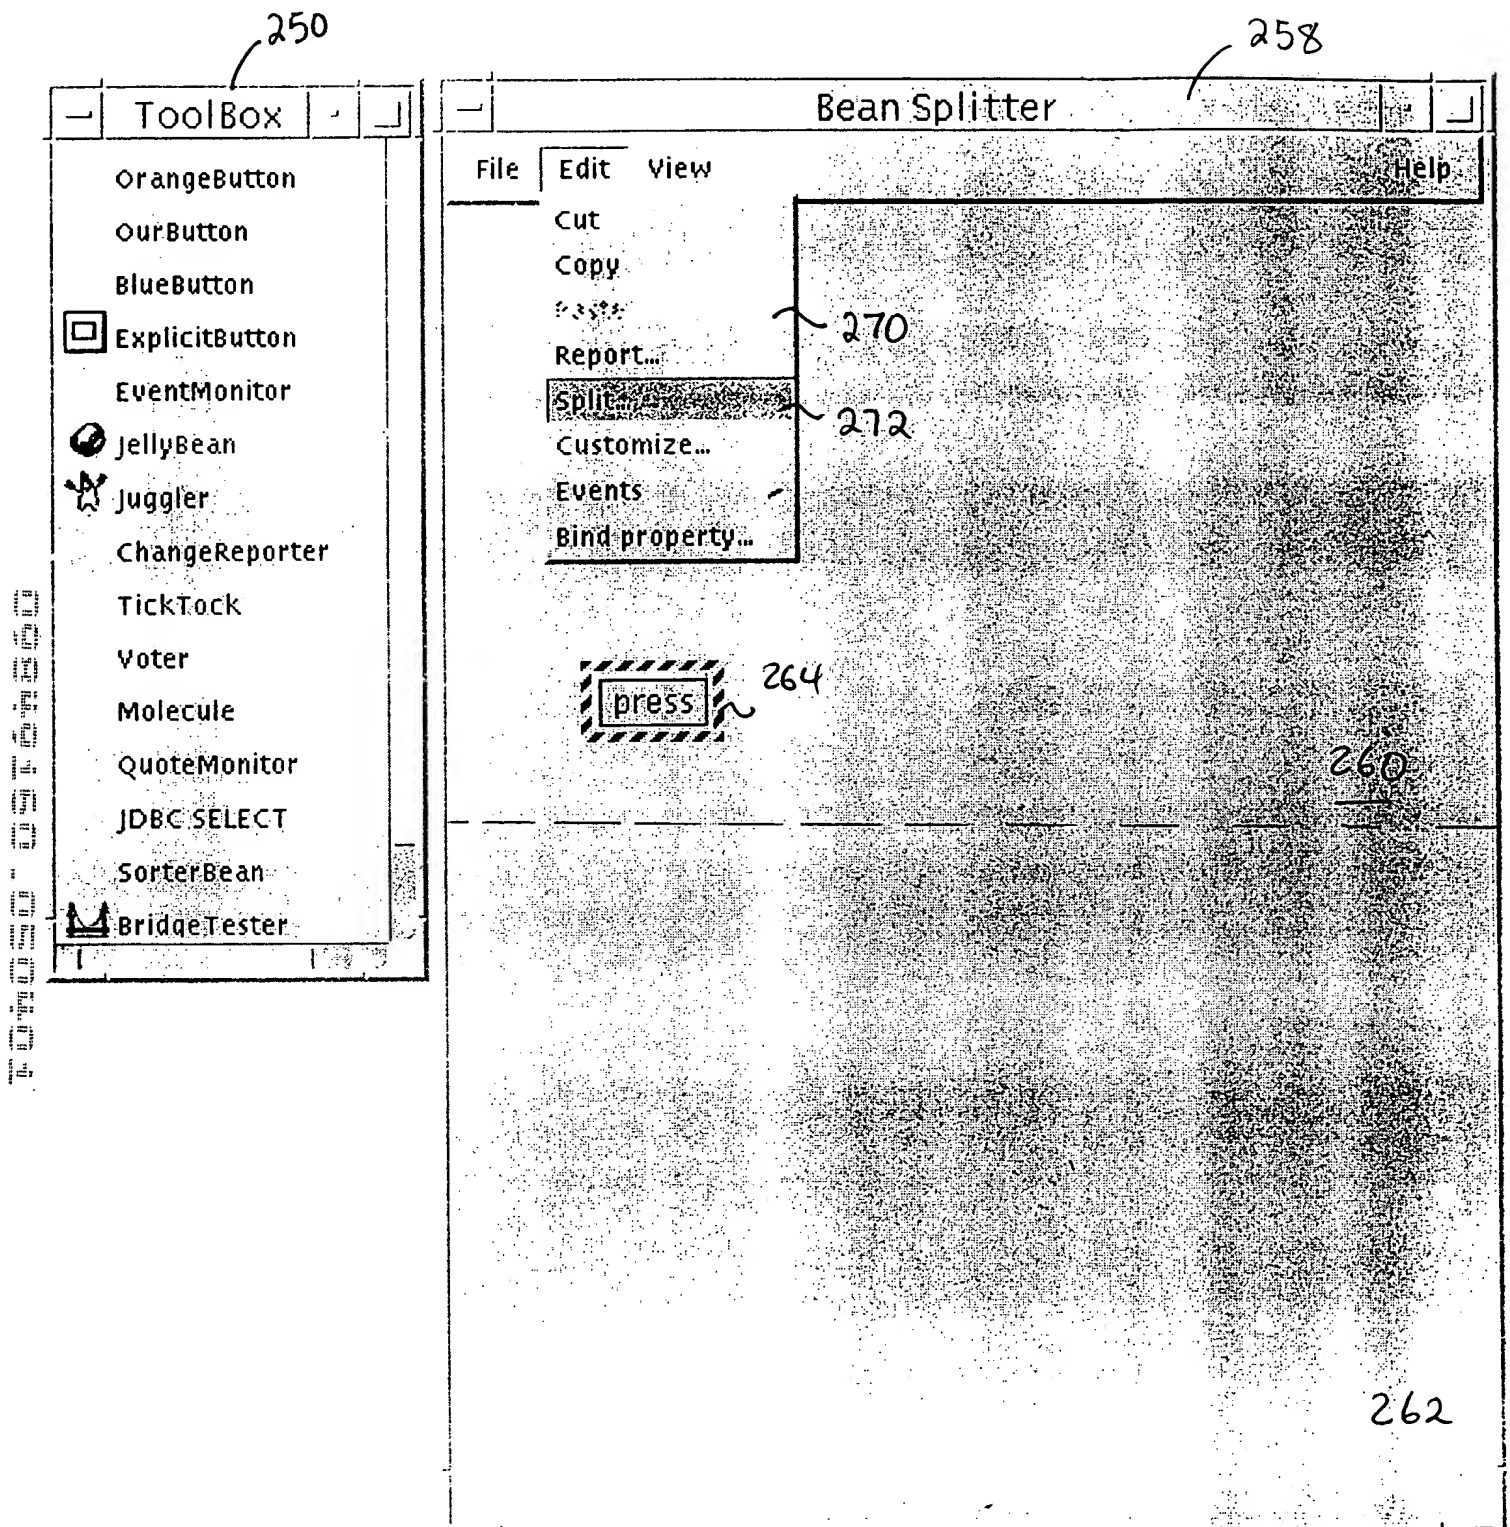 250
258
ToolBox
Bean Splitter
File Edit View Help
OrangeButton
OurButton
BlueButton
ExplicitButton
EventMonitor
JellyBean
Juggler
ChangeReporter
TickTock
Voter
Molecule
QuoteMonitor
JDBC SELECT
SorterBean
BridgeTester
Cut
Copy
Paste
270
Report...
Split...
272
Customize...
Events
Bind property...
press
264
260
262